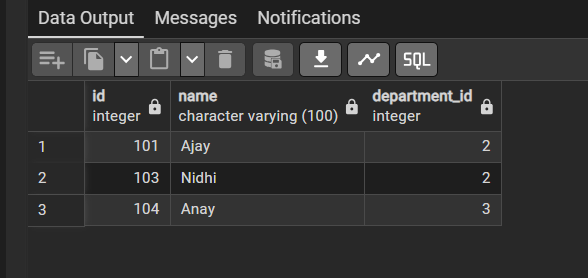 Data Output Messages Notifications
SQL
id name department_id
integer character varying (100) integer
1 101 Ajay 2
2 103 Nidhi 2
3 104 Anay 3